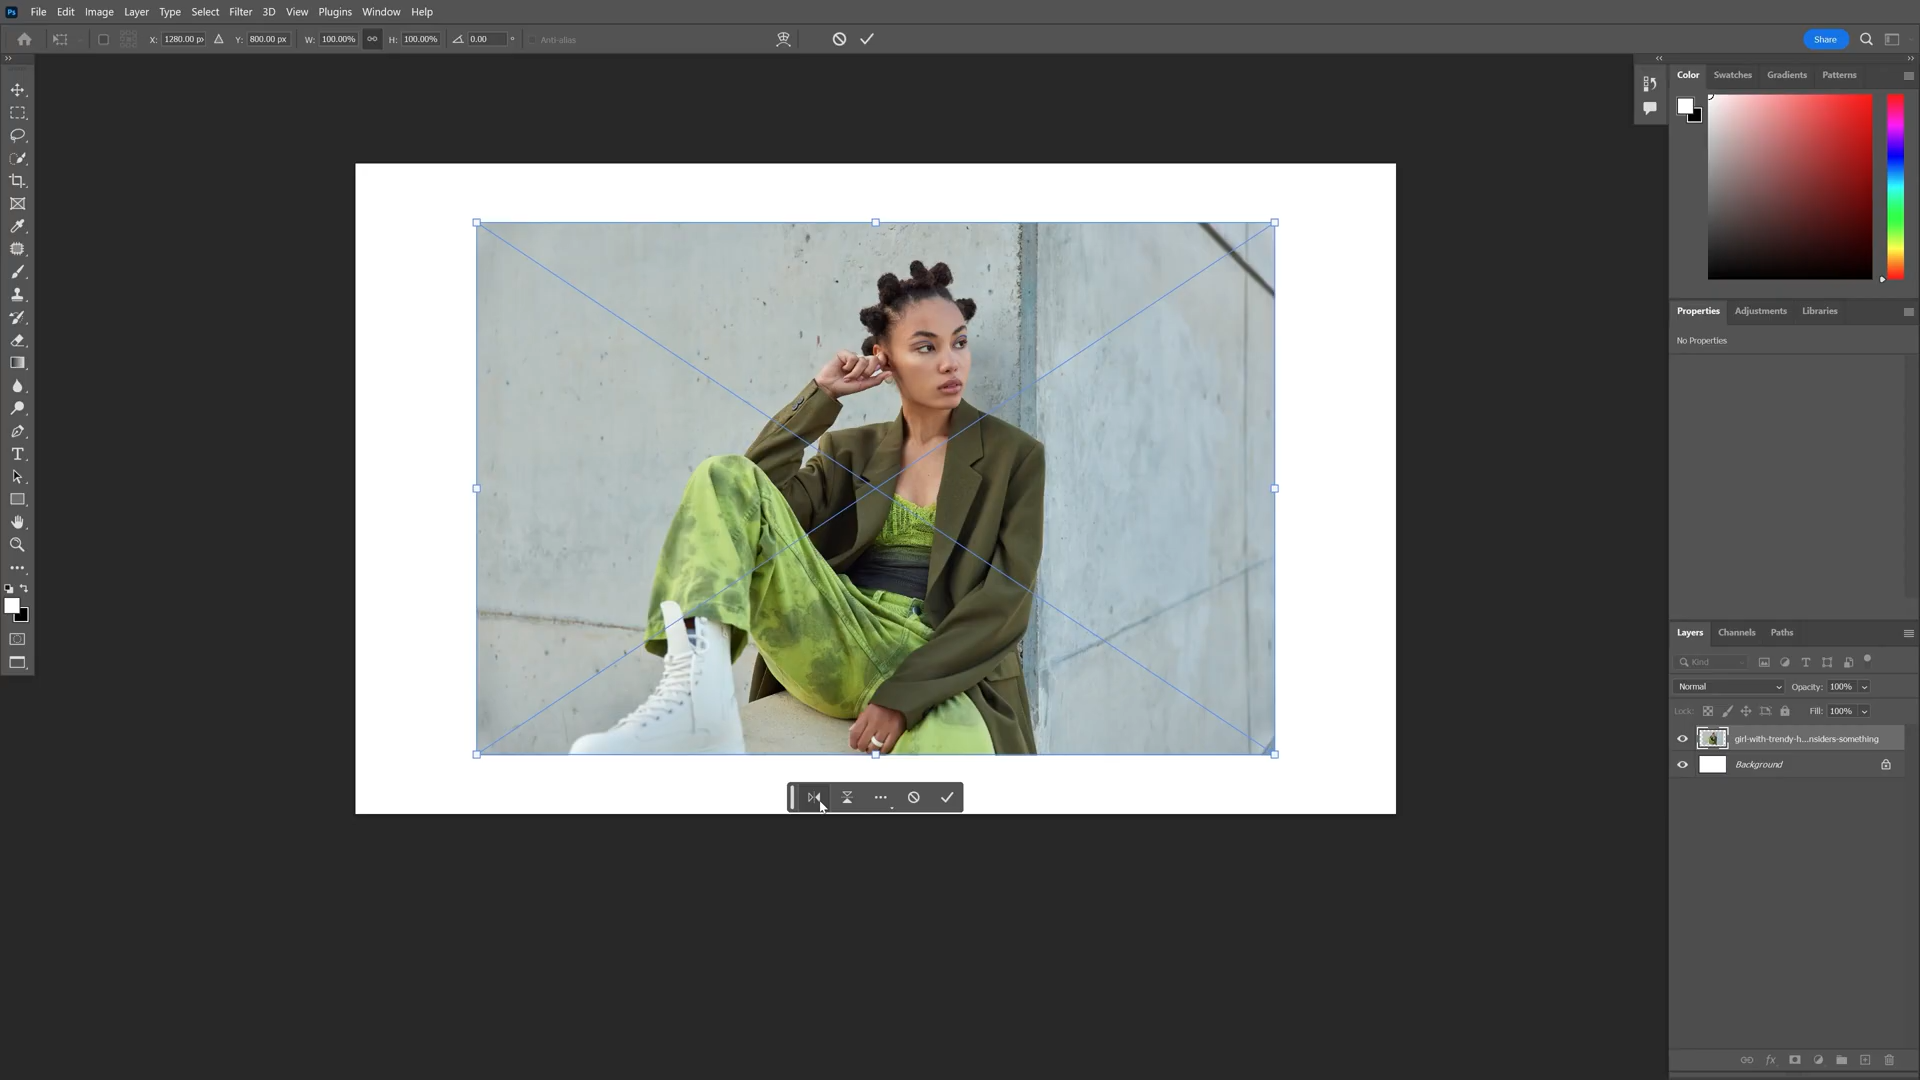 Ps File Edit Image Layer Type Select Filter 3D View Plugins Window Help
X: 1280.00 px Y: 800.00 px W: 100.00% H: 100.00% 0.00 ° Anti-alias Share
Color Swatches Gradients Patterns
Properties Adjustments Libraries
No Properties
Layers Channels Paths
Kind
Normal Opacity: 100%
Lock: Fill: 100%
girl-with-trendy-h...nsiders-something
Background
fx